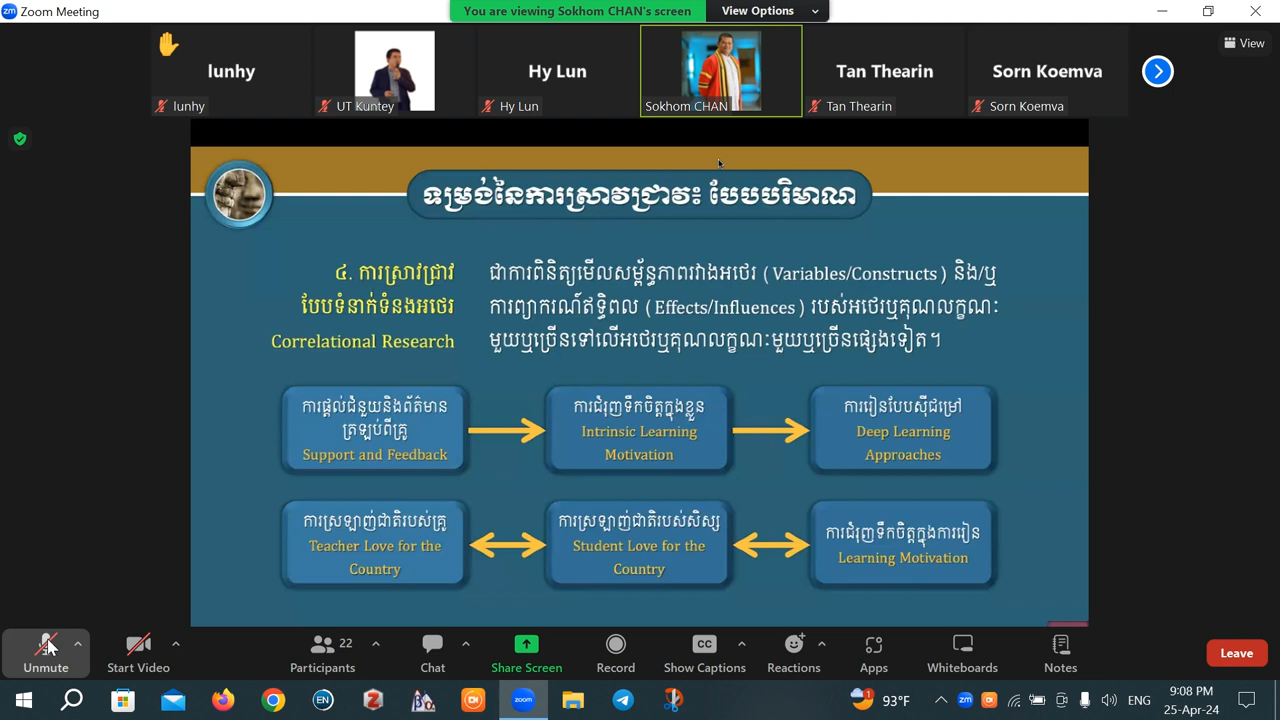 Zoom Meeting
You are viewing Sokhom CHAN's screen
View Options
lunhy
Hy Lun
Tan Thearin
Sorn Koemva
View
lunhy
UT Kuntey
Hy Lun
Sokhom CHAN
Tan Thearin
Sorn Koemva
ទម្រង់នៃការស្រាវជ្រាវ៖ បែបបរិមាណ
៤. ការស្រាវជ្រាវ
បែបទំនាក់ទំនងអថេរ
Correlational Research
ជាការពិនិត្យមើលសម្ព័ន្ធភាពរវាងអថេរ (Variables/Constructs) និង/ឬ
ការព្យាករណ៍ឥទ្ធិពល (Effects/Influences) របស់អថេរឬគុណលក្ខណៈ
មួយឬច្រើនទៅលើអថេរឬគុណលក្ខណៈមួយឬច្រើនផ្សេងទៀត។
ការផ្តល់ជំនួយនិងព័ត៌មាន
ត្រឡប់ពីគ្រូ
Support and Feedback
ការជំរុញទឹកចិត្តក្នុងខ្លួន
Intrinsic Learning
Motivation
ការរៀនបែបស៊ីជម្រៅ
Deep Learning
Approaches
ការស្រឡាញ់ជាតិរបស់គ្រូ
Teacher Love for the
Country
ការស្រឡាញ់ជាតិរបស់សិស្ស
Student Love for the
Country
ការជំរុញទឹកចិត្តក្នុងការរៀន
Learning Motivation
Unmute
Start Video
Participants
22
Chat
Share Screen
Record
Show Captions
Reactions
Apps
Whiteboards
Notes
Leave
93°F
ENG
9:08 PM
25-Apr-24